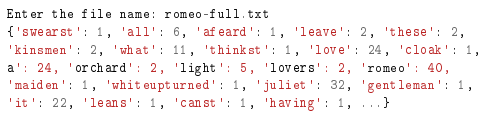 Enter the file name: romeo-full.txt
{'swearst': 1, 'all': 6, 'afeard': 1, 'leave': 2, 'these': 2,
'kinsmen': 2, 'what': 11, 'thinkst': 1, 'love': 24, 'cloak': 1,
a': 24, 'orchard': 2, 'light': 5, 'lovers': 2, 'romeo': 40,
'maiden': 1, 'whiteupturned': 1, 'juliet': 32, 'gentleman': 1,
'it': 22, 'leans': 1, 'canst': 1, 'having': 1, ...}